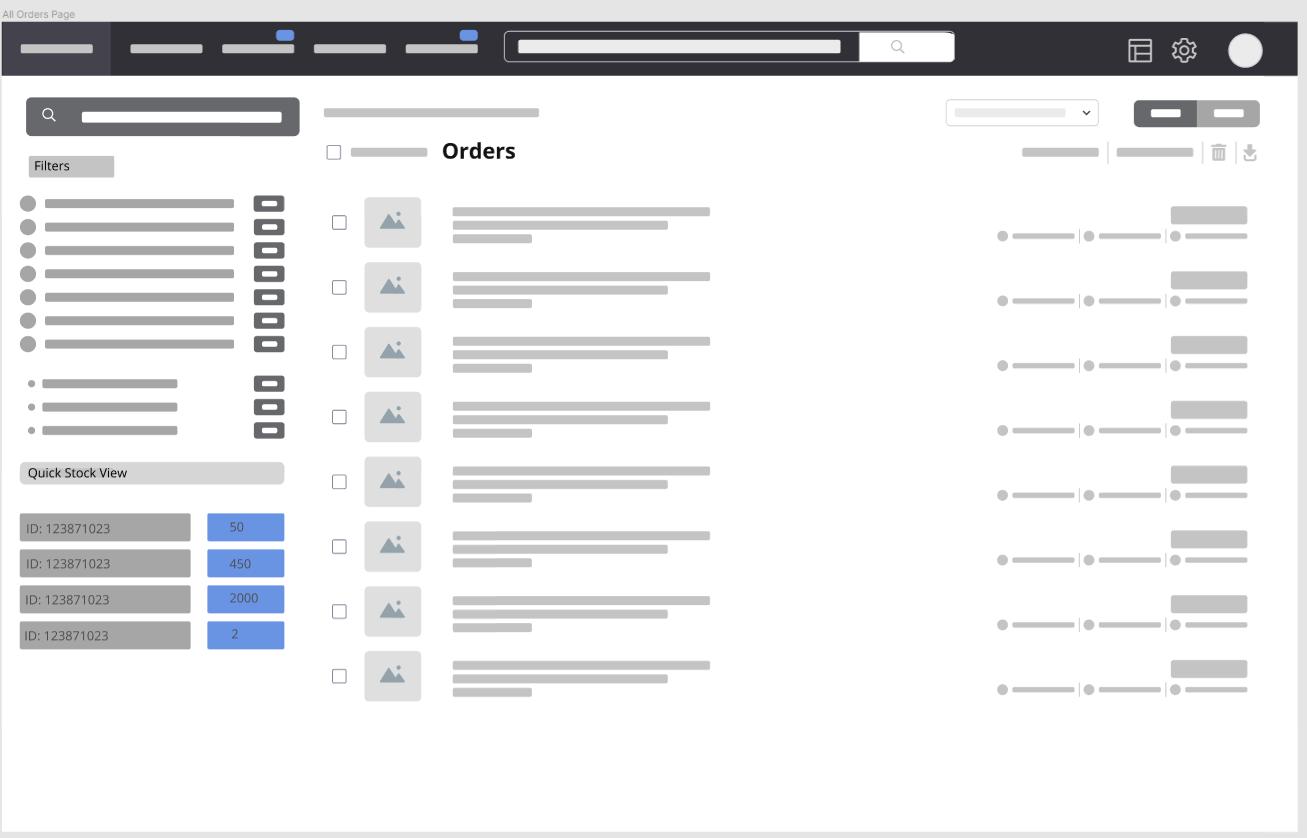 All Orders Page
Orders
Filters
Quick Stock View
ID: 123871023 50
ID: 123871023 450
ID: 123871023 2000
ID: 123871023 2